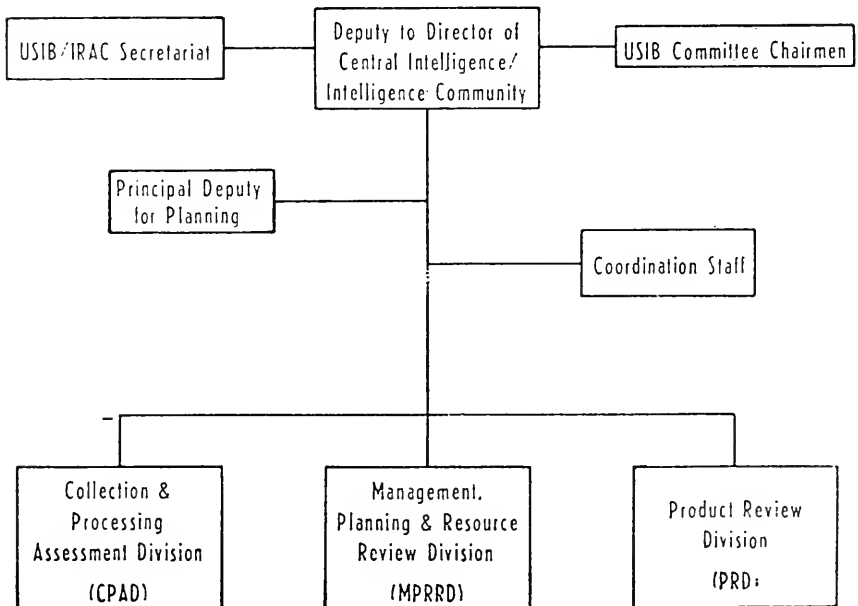 USIB/IRAC Secretariat
Deputy to Director of
Central Intelligence/
Intelligence Community
USIB Committee Chairmen
Principal Deputy
for Planning
Coordination Staff
Collection &
Processing
Assessment Division
(CPAD)
Management,
Planning & Resource
Review Division
(MPRRD)
Product Review
Division
(PRD: